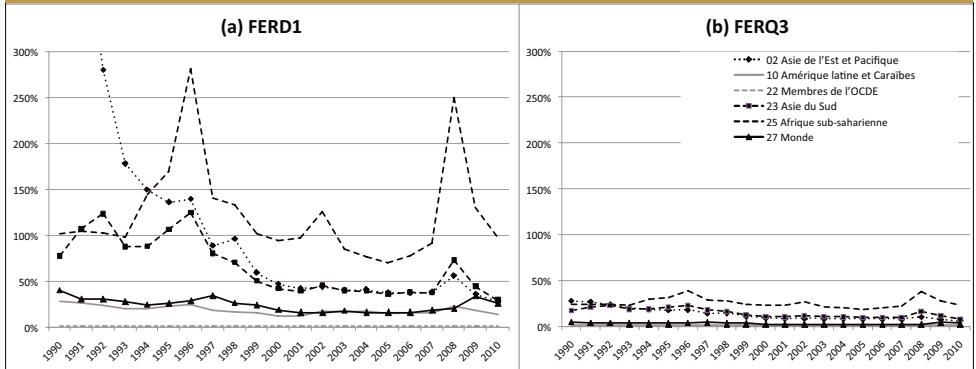 (a) FERD1
300%
250%
200%
150%
100%
50%
0%
1990 1991 1992 1993 1994 1995 1996 1997 1998 1999 2000 2001 2002 2003 2004 2005 2006 2007 2008 2009 2010
(b) FERQ3
300%
250%
200%
150%
100%
50%
0%
02 Asie de l'Est et Pacifique
10 Amérique latine et Caraïbes
22 Membres de l'OCDE
23 Asie du Sud
25 Afrique sub-saharienne
27 Monde
1990 1991 1992 1993 1994 1995 1996 1997 1998 1999 2000 2001 2002 2003 2004 2005 2006 2007 2008 2009 2010